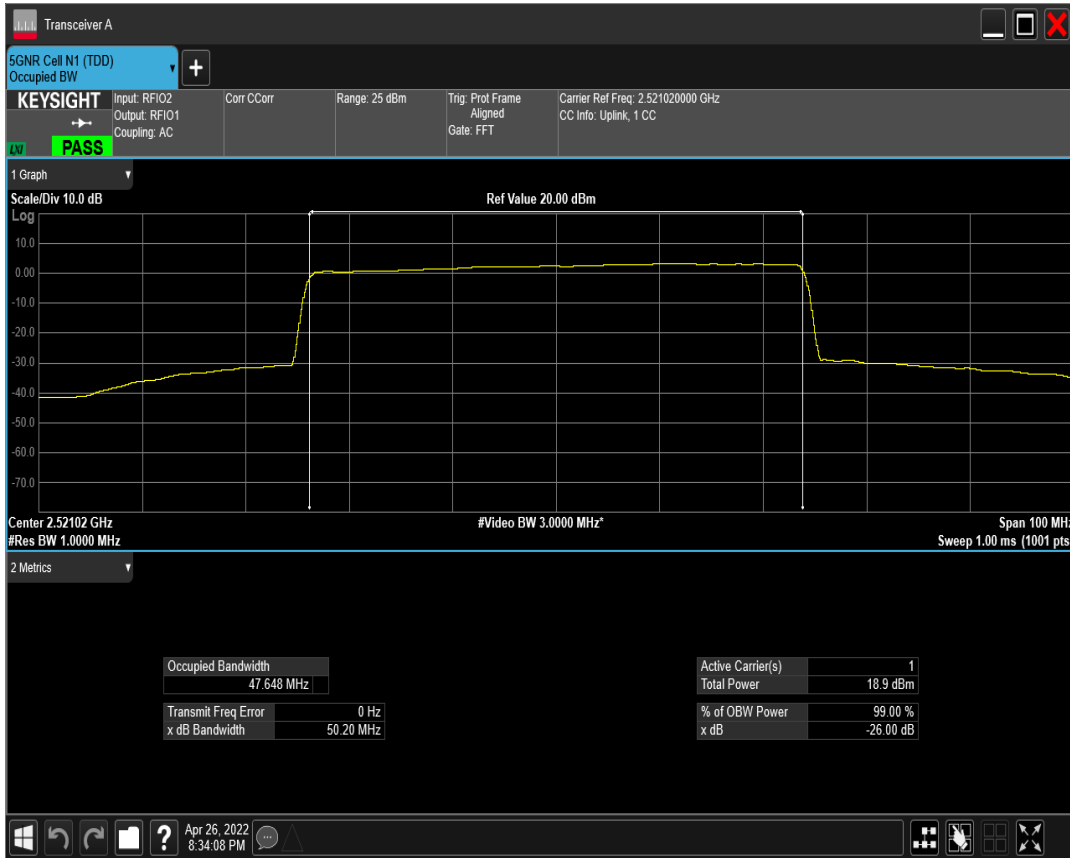 Transceiver A
5GNR Cell N1 (TDD)
Occupied BW
+
KEYSIGHT
LXI
PASS
Input: RFIO2
Output: RFIO1
Coupling: AC
Corr CCorr
Range: 25 dBm
Trig: Prot Frame
Aligned
Gate: FFT
Carrier Ref Freq: 2.521020000 GHz
CC Info: Uplink, 1 CC
1 Graph
Scale/Div 10.0 dB
Ref Value 20.00 dBm
Log
10.0
0.00
-10.0
-20.0
-30.0
-40.0
-50.0
-60.0
-70.0
Center 2.52102 GHz
#Video BW 3.0000 MHz*
Span 100 MHz
#Res BW 1.0000 MHz
Sweep 1.00 ms (1001 pts
2 Metrics
Occupied Bandwidth
47.648 MHz
Transmit Freq Error 0 Hz
x dB Bandwidth 50.20 MHz
Active Carrier(s) 1
Total Power 18.9 dBm
% of OBW Power 99.00 %
x dB -26.00 dB
?
Apr 26, 2022
8:34:08 PM